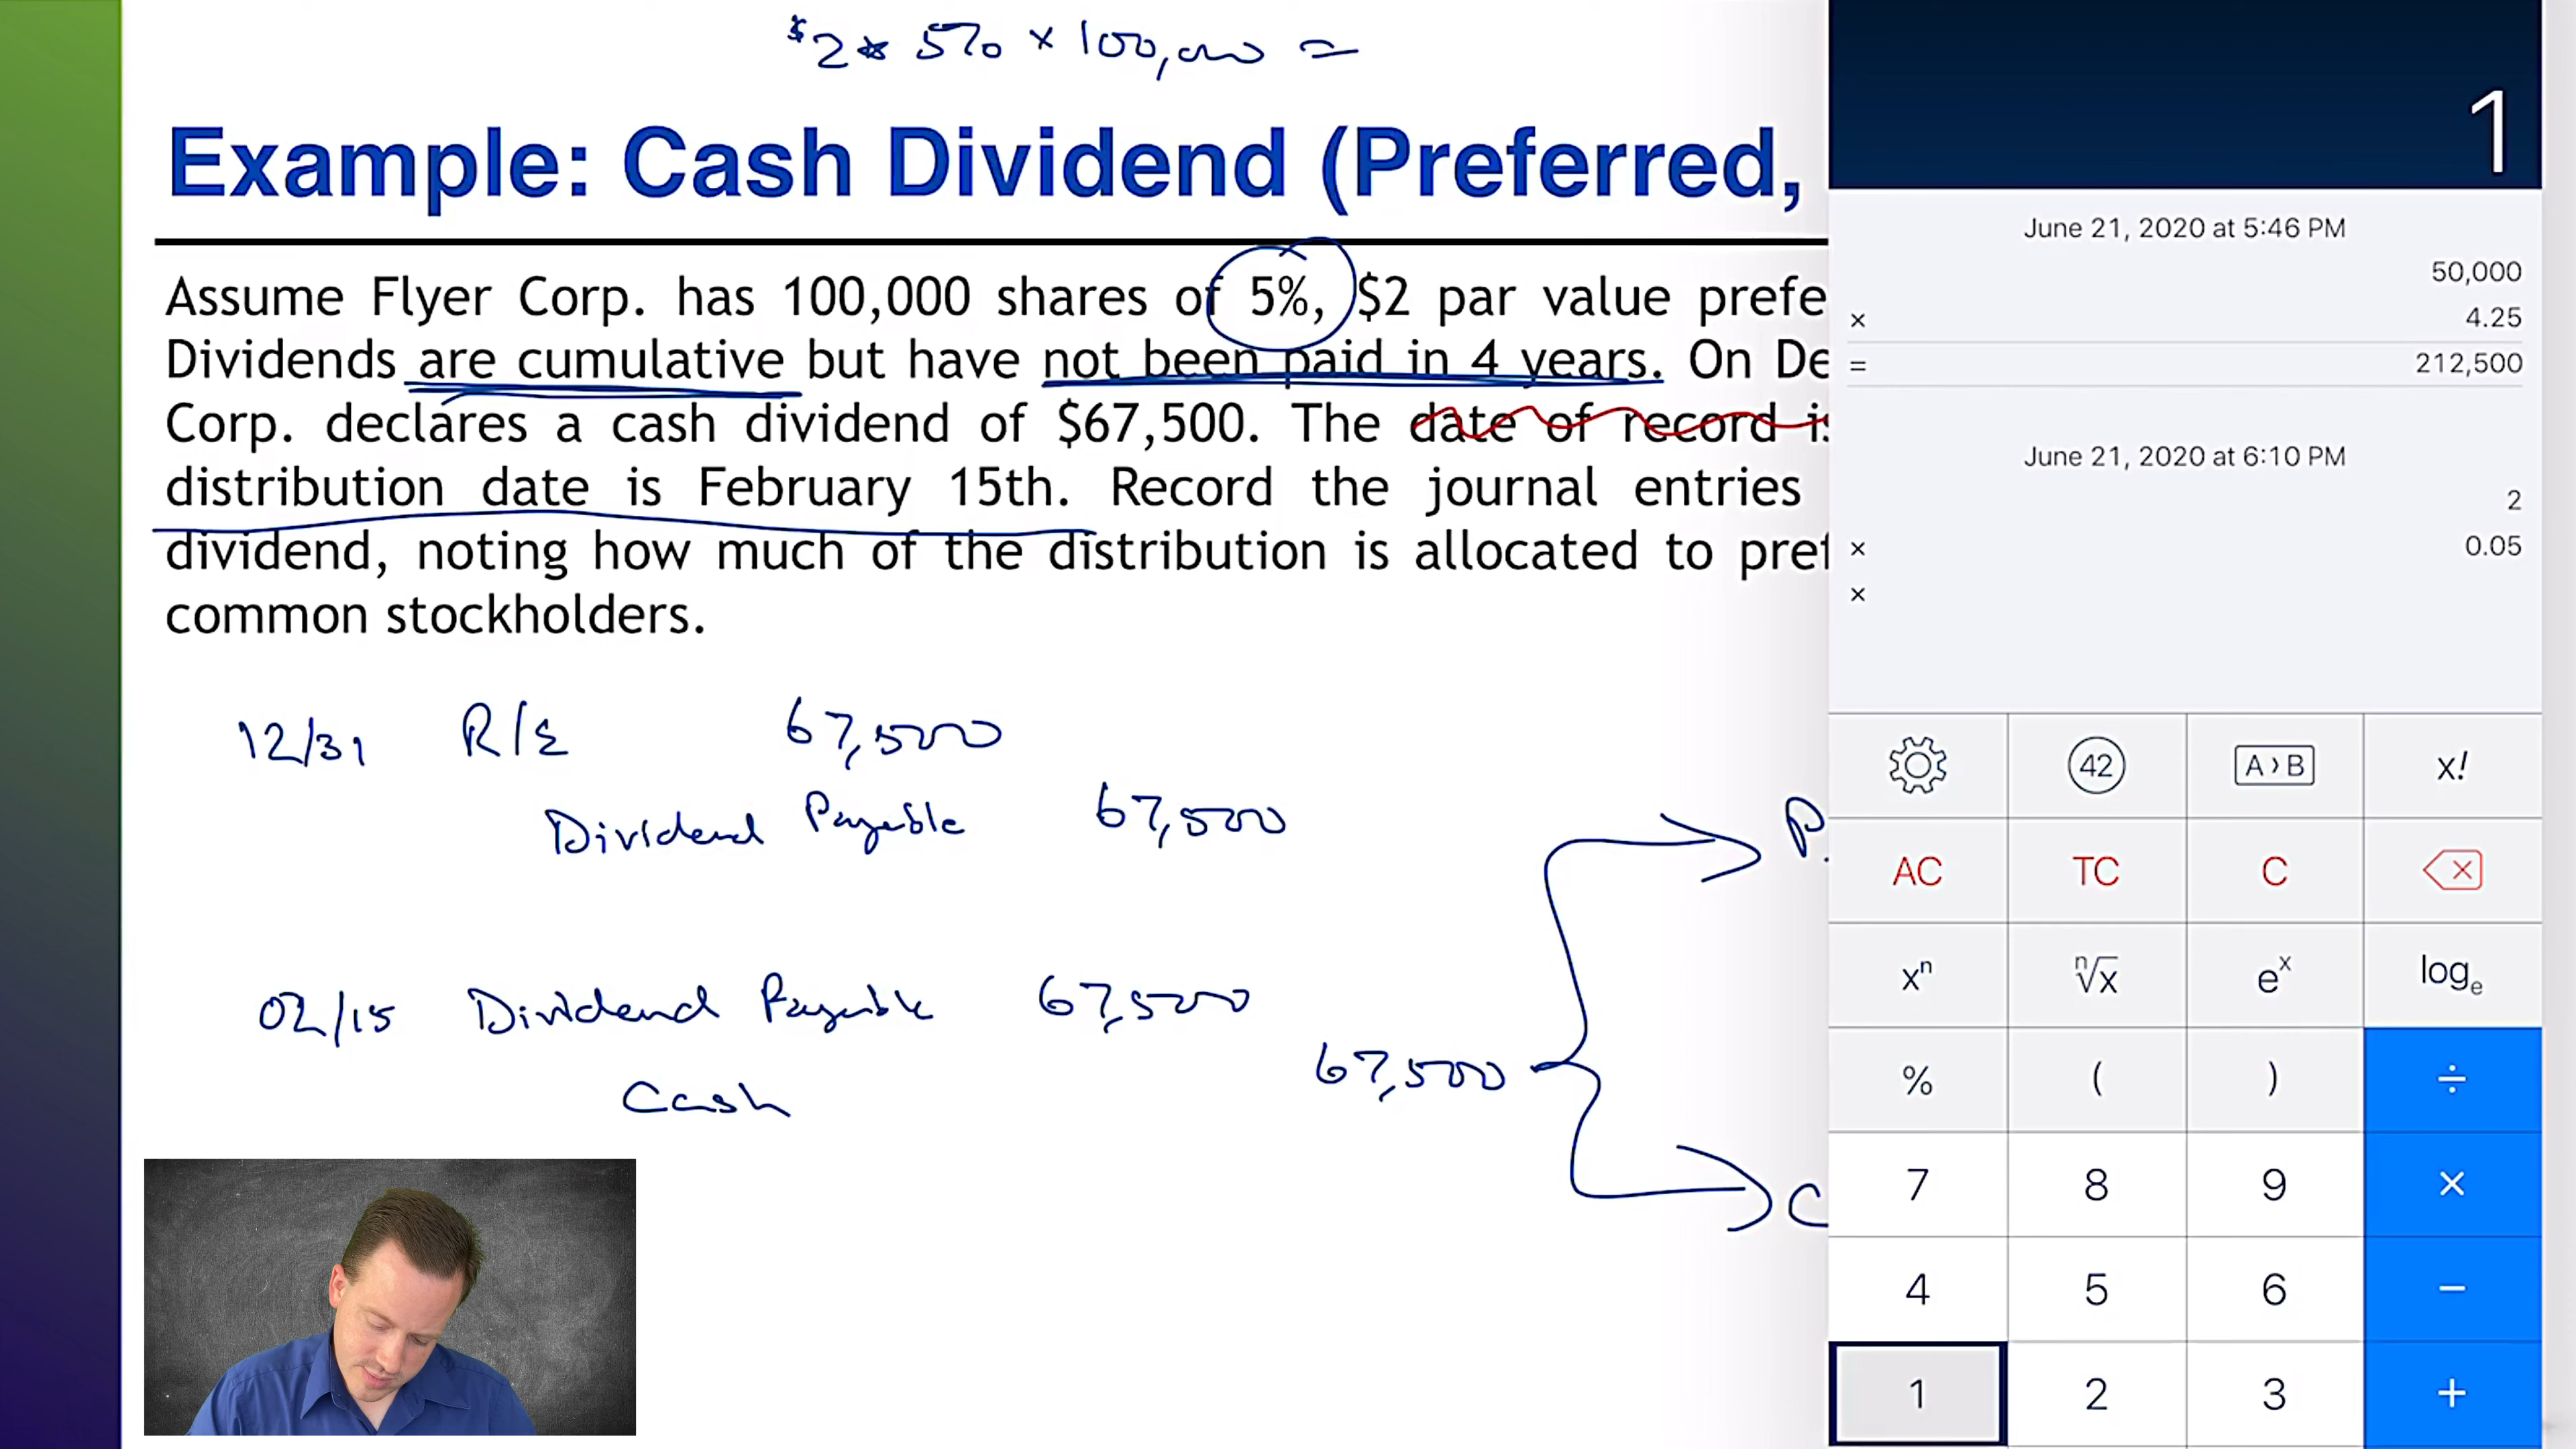 $2 * 5% × 100,000 =
Example: Cash Dividend (Preferred,
Assume Flyer Corp. has 100,000 shares of 5%, $2 par value prefe
Dividends are cumulative but have not been paid in 4 years. On De
Corp. declares a cash dividend of $67,500. The date of record is
distribution date is February 15th. Record the journal entries
dividend, noting how much of the distribution is allocated to pref
common stockholders.
12/31 R/E 67,500
Dividend Payable 67,500
02/15 Dividend Payable 67,500
Cash 67,500
P.
C
1
June 21, 2020 at 5:46 PM
50,000
× 4.25
= 212,500
June 21, 2020 at 6:10 PM
2
× 0.05
×
42 A›B x!
AC TC C
xⁿ ⁿ√x eˣ logₑ
% ( ) ÷
7 8 9 ×
4 5 6 −
1 2 3 +